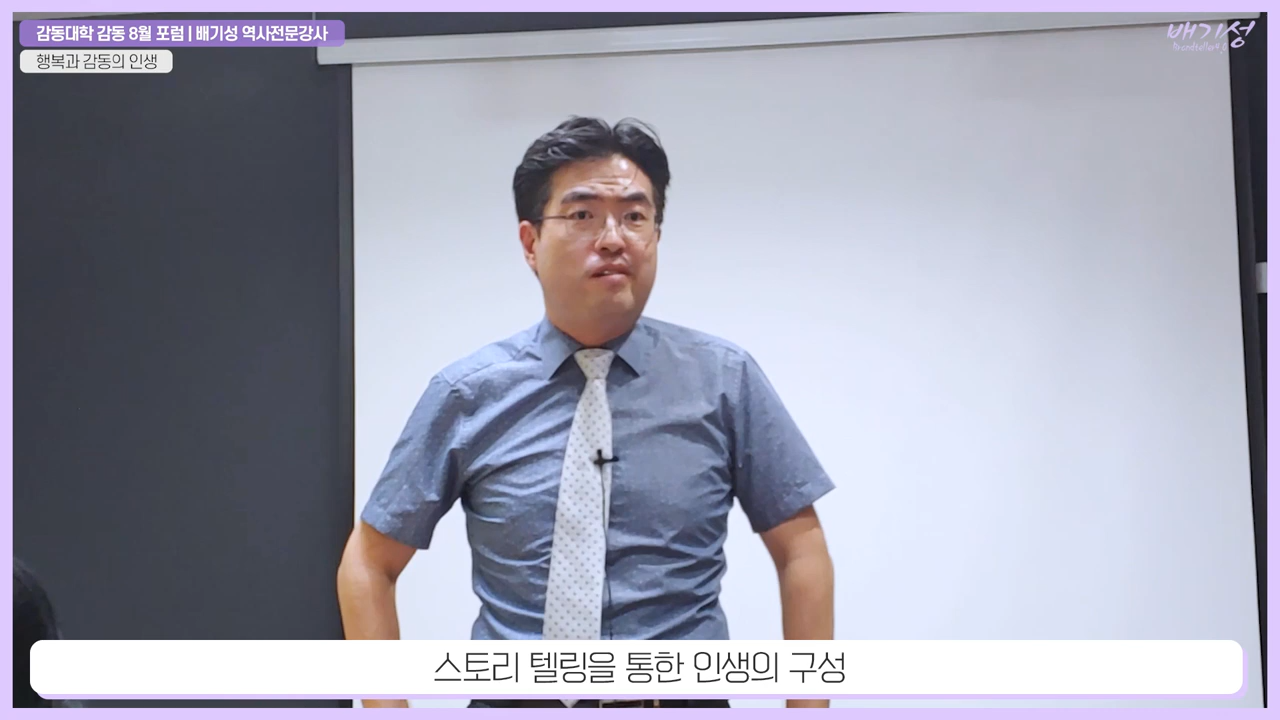 감동대학 감동 8월 포럼 | 배기성 역사전문강사
행복과 감동의 인생
배기성
스토리 텔링을 통한 인생의 구성